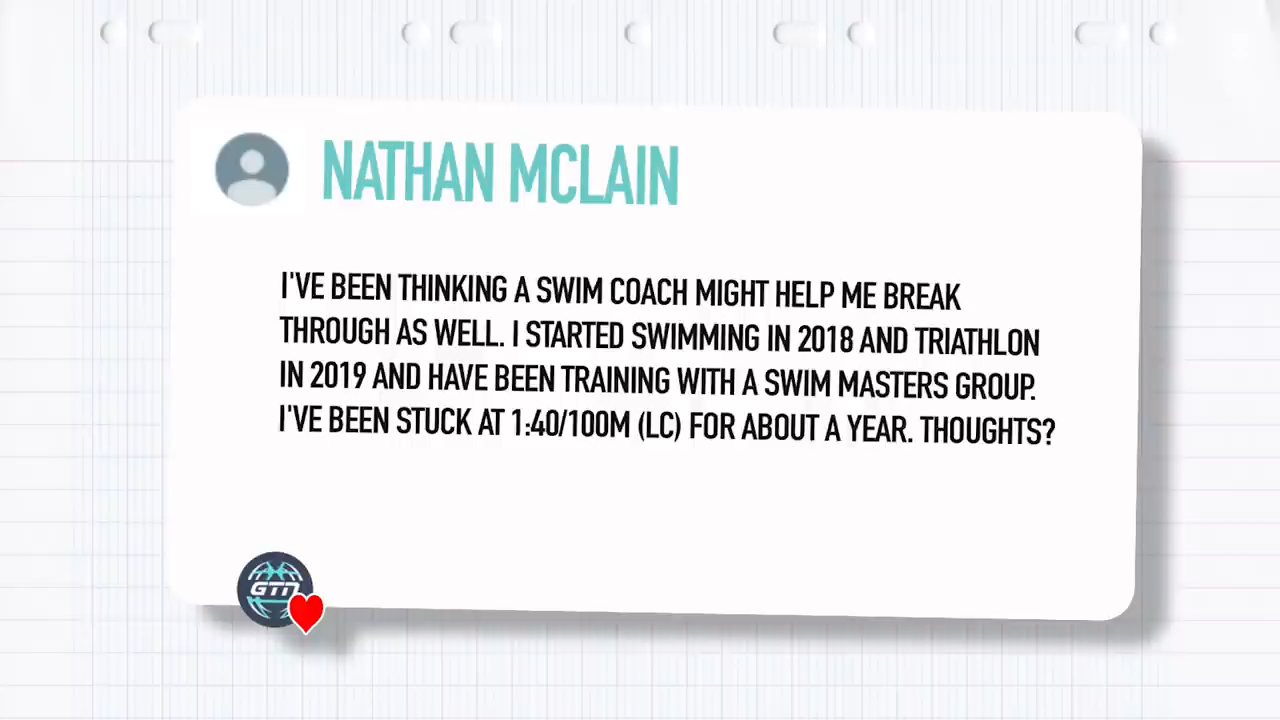 NATHAN MCLAIN
I'VE BEEN THINKING A SWIM COACH MIGHT HELP ME BREAK
THROUGH AS WELL. I STARTED SWIMMING IN 2018 AND TRIATHLON
IN 2019 AND HAVE BEEN TRAINING WITH A SWIM MASTERS GROUP.
I'VE BEEN STUCK AT 1:40/100M (LC) FOR ABOUT A YEAR. THOUGHTS?
GTN